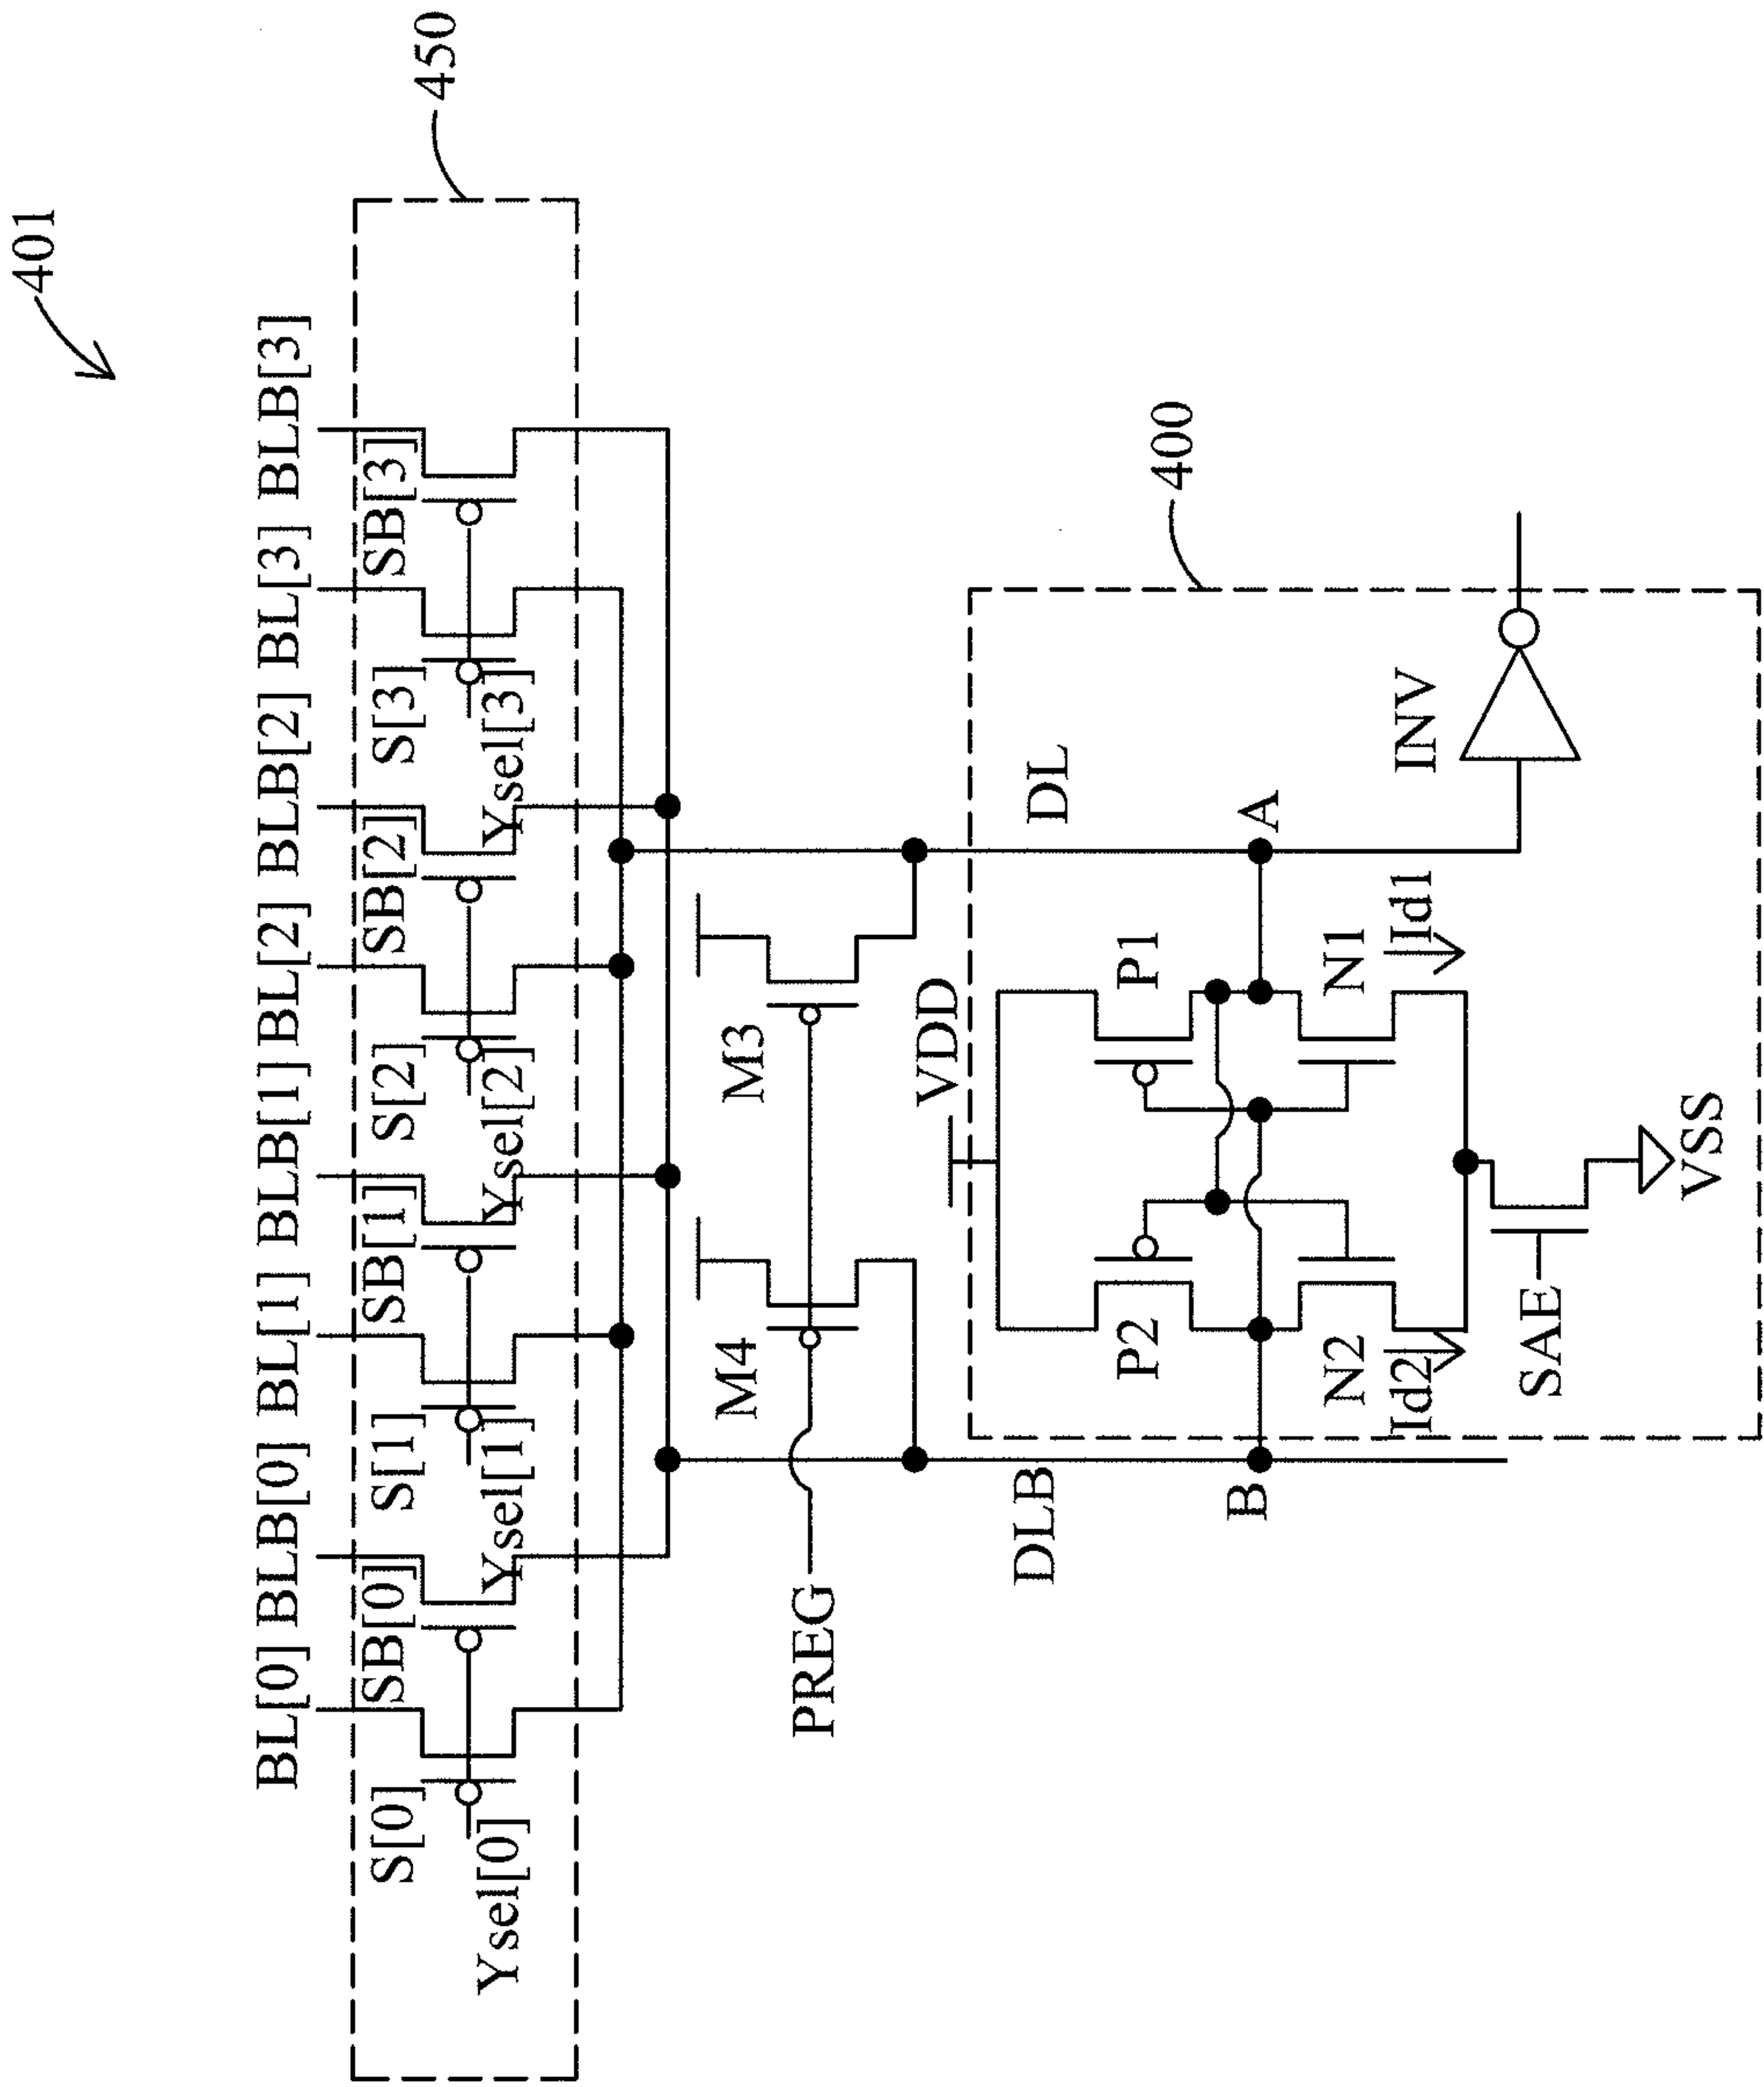 401
450
BL[0] BLB[0] BL[1] BLB[1] BL[2] BLB[2] BL[3] BLB[3]
S[0] SB[0] S[1] SB[1] S[2] SB[2] S[3] SB[3]
Ysel[0] Ysel[1] Ysel[2] Ysel[3]
M4 M3
PREG
VDD
DLB DL
400
P2 P1
B A
N2 N1
Id2 Id1
INV
SAE
VSS